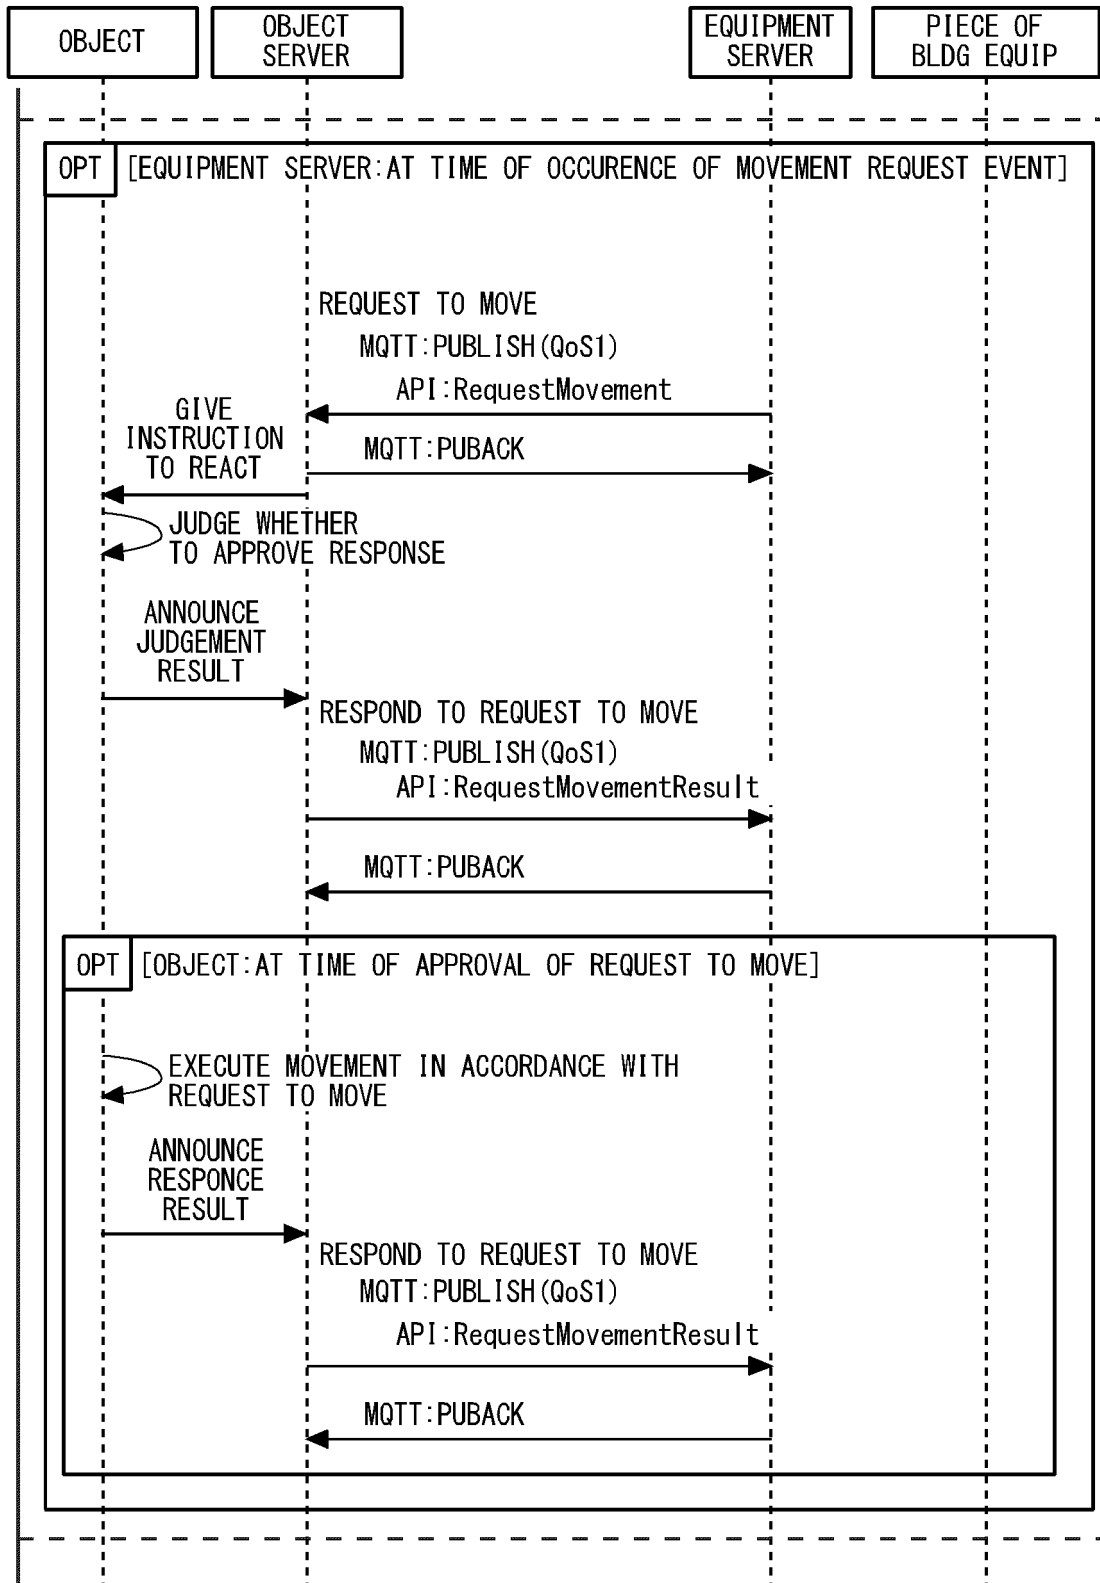 OBJECT
OBJECT
SERVER
EQUIPMENT
SERVER
PIECE OF
BLDG EQUIP
OPT
[EQUIPMENT SERVER:AT TIME OF OCCURENCE OF MOVEMENT REQUEST EVENT]
REQUEST TO MOVE
MQTT:PUBLISH(QoS1)
API:RequestMovement
GIVE
INSTRUCTION
TO REACT
MQTT:PUBACK
JUDGE WHETHER
TO APPROVE RESPONSE
ANNOUNCE
JUDGEMENT
RESULT
RESPOND TO REQUEST TO MOVE
MQTT:PUBLISH(QoS1)
API:RequestMovementResult
MQTT:PUBACK
OPT
[OBJECT:AT TIME OF APPROVAL OF REQUEST TO MOVE]
EXECUTE MOVEMENT IN ACCORDANCE WITH
REQUEST TO MOVE
ANNOUNCE
RESPONCE
RESULT
RESPOND TO REQUEST TO MOVE
MQTT:PUBLISH(QoS1)
API:RequestMovementResult
MQTT:PUBACK